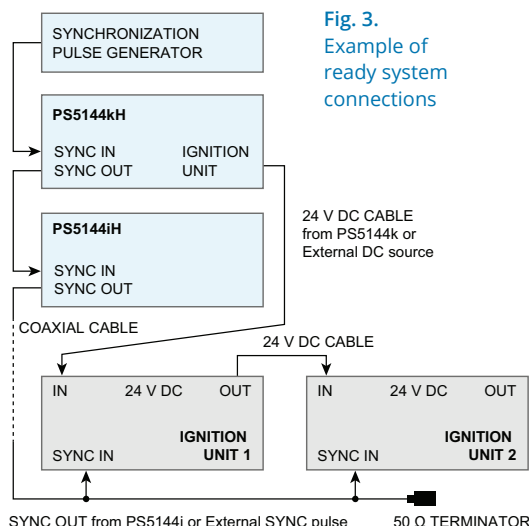 Fig. 3.
Example of
ready system
connections
SYNCHRONIZATION
PULSE GENERATOR
PS5144kH
SYNC IN IGNITION
SYNC OUT UNIT
PS5144iH
SYNC IN
SYNC OUT
24 V DC CABLE
from PS5144k or
External DC source
COAXIAL CABLE
24 V DC CABLE
IN 24 V DC OUT
IGNITION
SYNC IN UNIT 1
IN 24 V DC OUT
IGNITION
SYNC IN UNIT 2
SYNC OUT from PS5144i or External SYNC pulse
50 Ω TERMINATOR